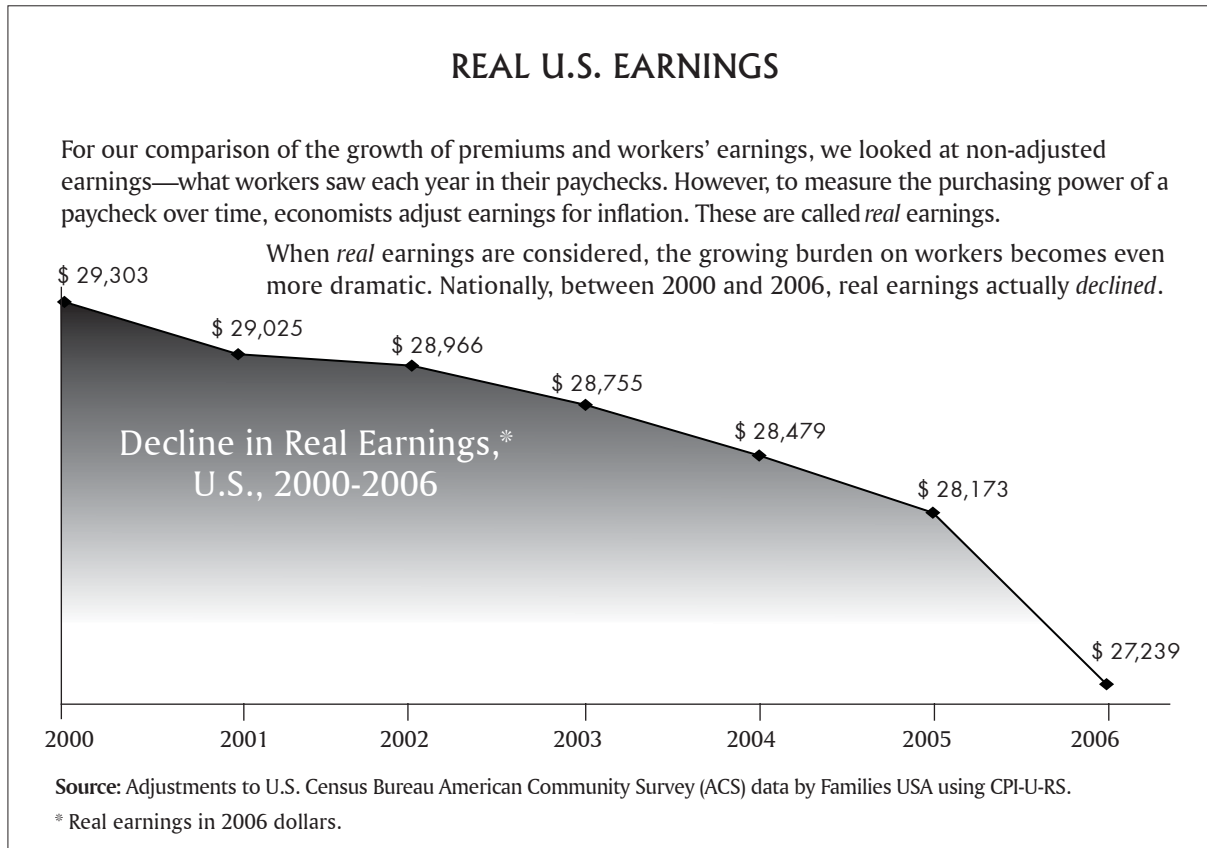 REAL U.S. EARNINGS
For our comparison of the growth of premiums and workers’ earnings, we looked at non-adjusted
earnings—what workers saw each year in their paychecks. However, to measure the purchasing power of a
paycheck over time, economists adjust earnings for inflation. These are called real earnings.
When real earnings are considered, the growing burden on workers becomes even
more dramatic. Nationally, between 2000 and 2006, real earnings actually declined.
$ 29,303
$ 29,025
$ 28,966
$ 28,755
$ 28,479
$ 28,173
$ 27,239
Decline in Real Earnings,*
U.S., 2000-2006
2000 2001 2002 2003 2004 2005 2006
Source: Adjustments to U.S. Census Bureau American Community Survey (ACS) data by Families USA using CPI-U-RS.
* Real earnings in 2006 dollars.